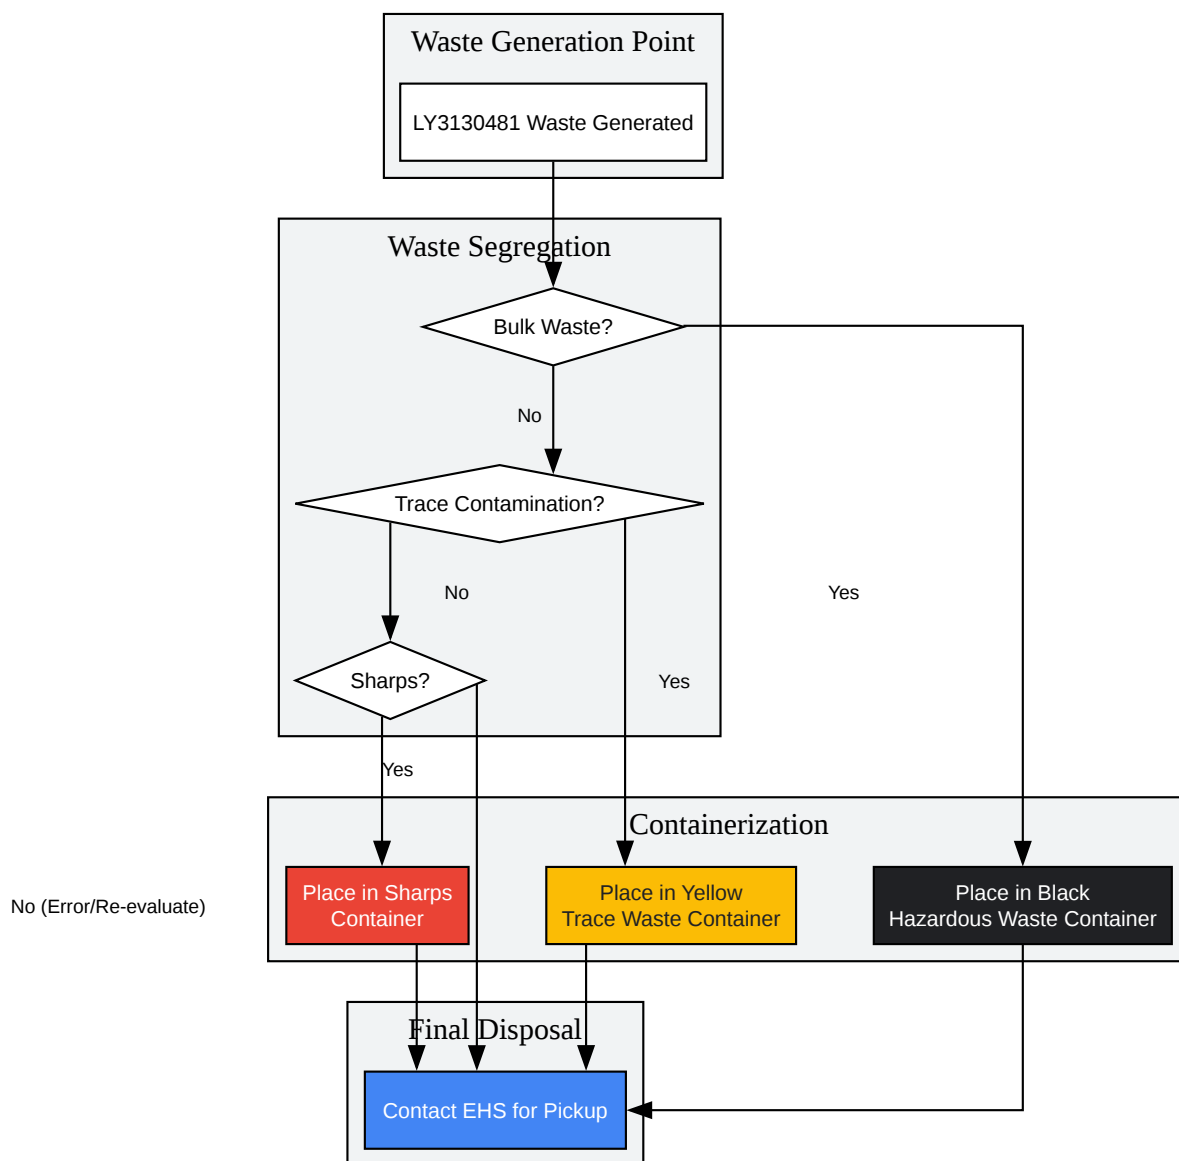 Waste Generation Point
LY3130481 Waste Generated
Waste Segregation
Bulk Waste?
No
Trace Contamination?
No
Yes
Sharps?
Yes
Yes
Containerization
Place in Sharps
Container
Place in Yellow
Trace Waste Container
Place in Black
Hazardous Waste Container
No (Error/Re-evaluate)
Final Disposal
Contact EHS for Pickup